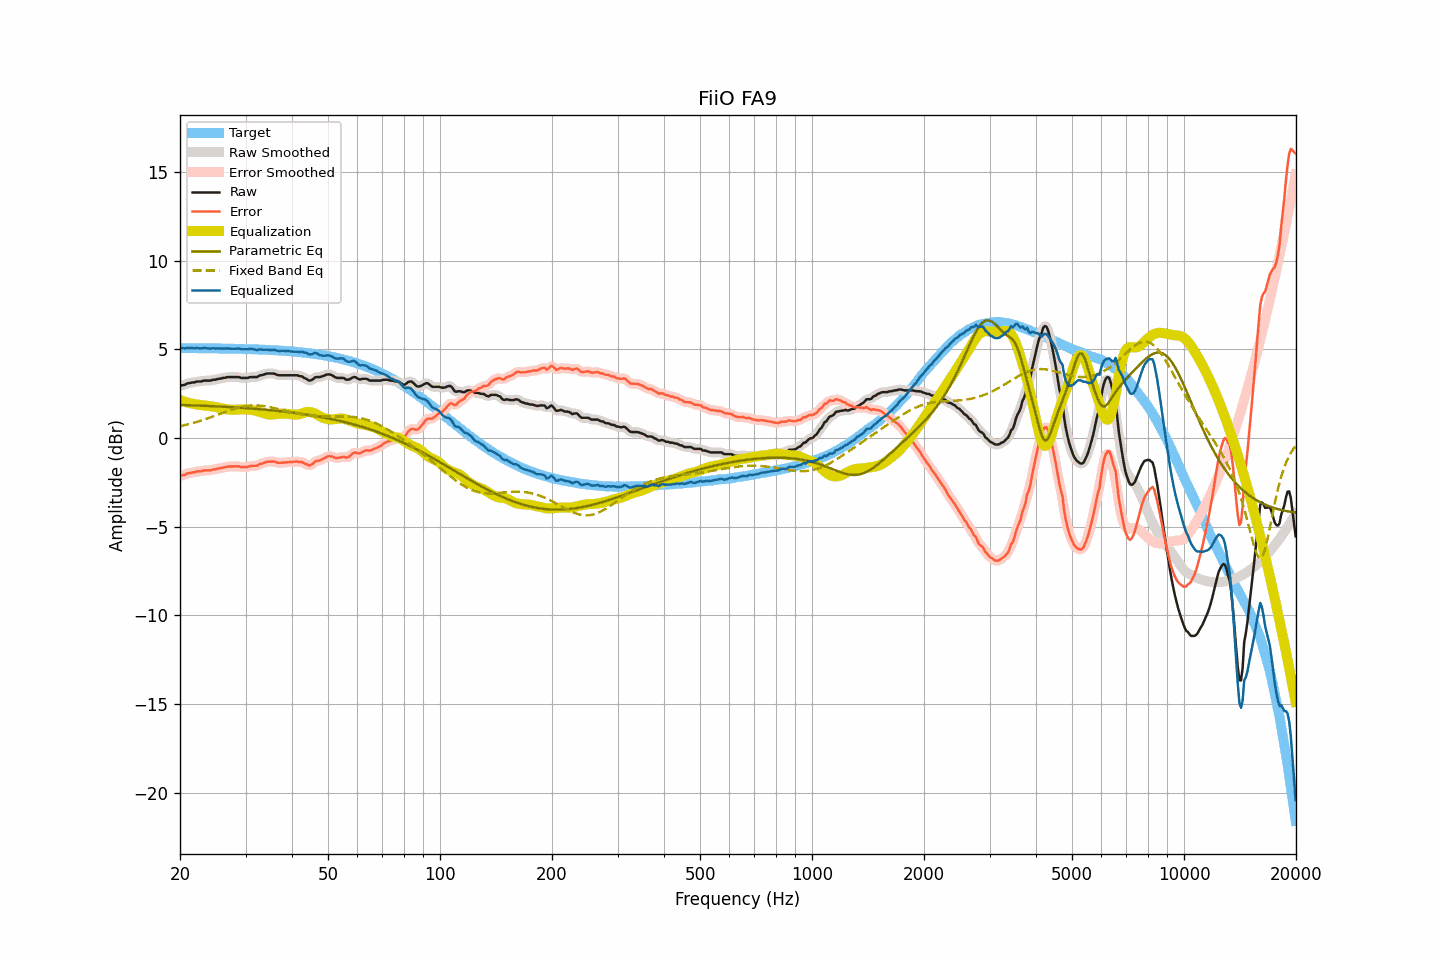 FiiO FA9
Target
Raw Smoothed
Error Smoothed
Raw
Error
Equalization
Parametric Eq
Fixed Band Eq
Equalized
15
10
5
0
−5
−10
−15
−20
Amplitude (dBr)
20 50 100 200 500 1000 2000 5000 10000 20000
Frequency (Hz)